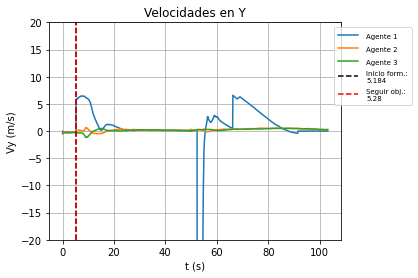 Velocidades en Y
Vy (m/s)
20
15
10
5
0
−5
−10
−15
−20
0
20
40
60
80
100
t (s)
Agente 1
Agente 2
Agente 3
Inicio form.:
5.184
Seguir obj.:
5.28